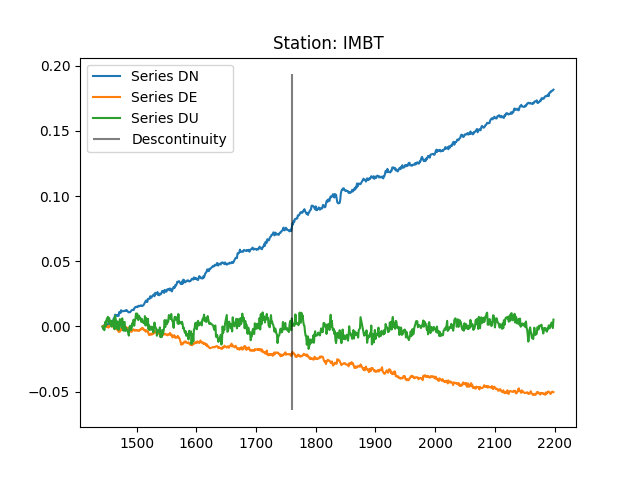 Station: IMBT
Series DN
Series DE
Series DU
Descontinuity
0.20
0.15
0.10
0.05
0.00
−0.05
1500 1600 1700 1800 1900 2000 2100 2200